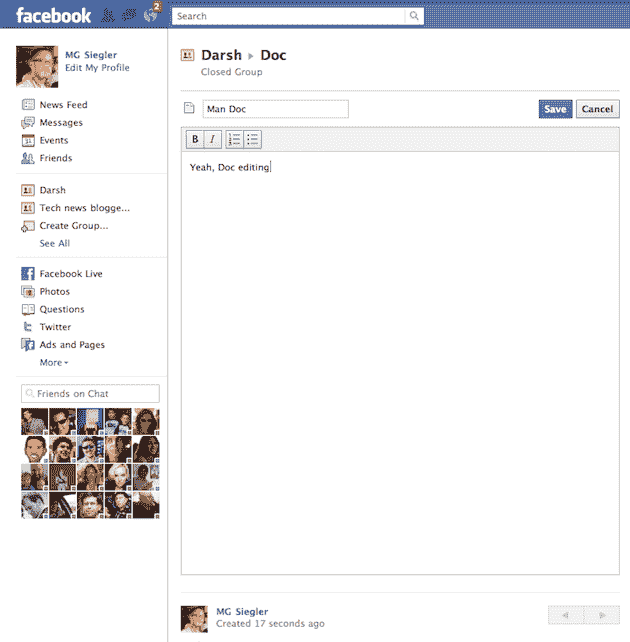 facebook
2
Search
MG Siegler
Edit My Profile
News Feed
Messages
Events
Friends
Darsh
Tech news blogge...
Create Group...
See All
Facebook Live
Photos
Questions
Twitter
Ads and Pages
More
Friends on Chat
Darsh ▸ Doc
Closed Group
Man Doc
Save
Cancel
B I
Yeah, Doc editing
MG Siegler
Created 17 seconds ago